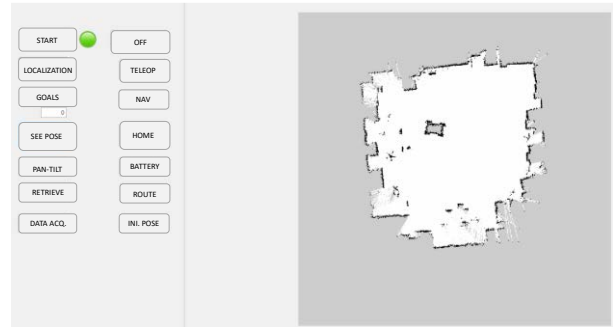 START OFF
LOCALIZATION TELEOP
GOALS NAV
0
SEE POSE HOME
PAN-TILT BATTERY
RETRIEVE ROUTE
DATA ACQ. INI. POSE